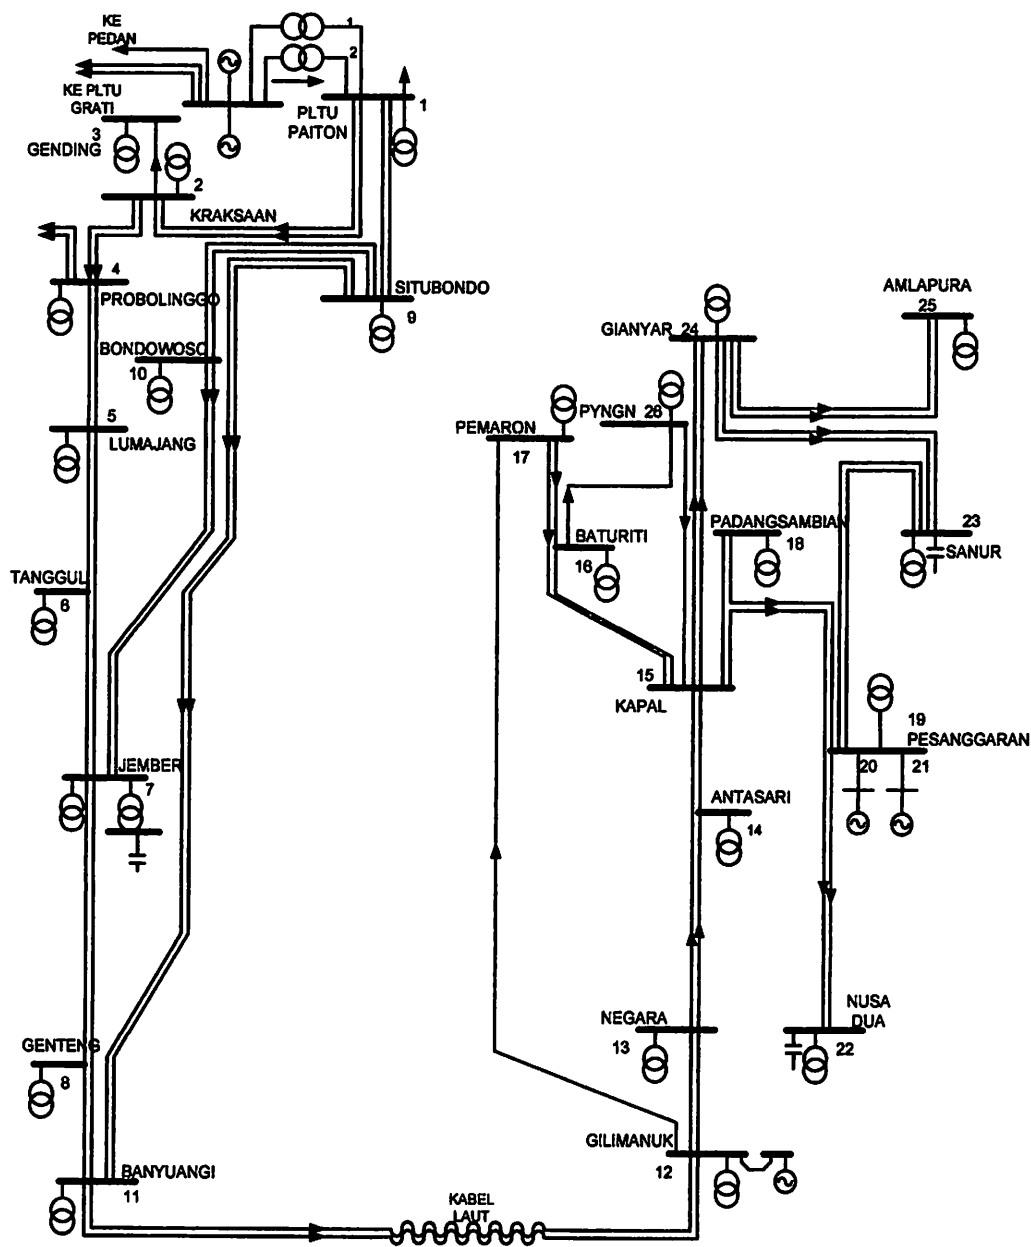 KE
PEDAN
1
2
KE PLTU
GRATI
PLTU
PAITON
1
3
GENDING
2
KRAKSAAN
4
PROBOLINGGO
SITUBONDO
9
BONDOWOSO
10
5
LUMAJANG
TANGGUL
6
JEMBER
7
GENTENG
8
BANYUANGI
11
KABEL
LAUT
AMLAPURA
25
GIANYAR 24
PYNGN 26
PEMARON
17
PADANGSAMBIAN
18
23
SANUR
BATURITI
16
15
KAPAL
19
PESANGGARAN
20
21
ANTASARI
14
NEGARA
13
NUSA
DUA
22
GILIMANUK
12